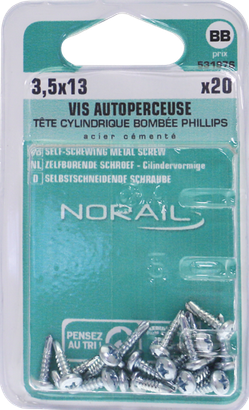 BB
prix
531976
3,5x13 x20
VIS AUTOPERCEUSE
TÊTE CYLINDRIQUE BOMBÉE PHILLIPS
acier cémenté
SELF-SCREWING METAL SCREW
NL ZELFBORENDE SCHROEF - Cilindervormige
D SELBSTSCHNEIDENDE SCHRAUBE
NORAIL
PENSEZ
AU TRI